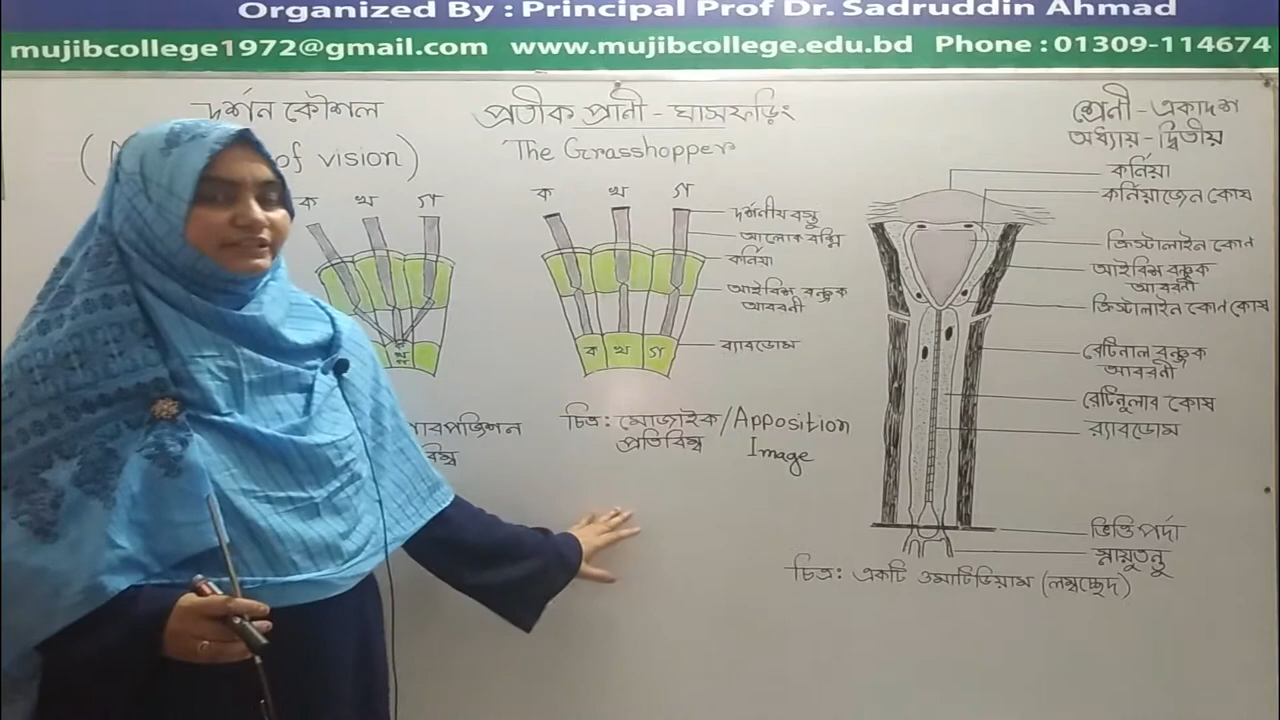 Organized By : Principal Prof Dr. Sadruddin Ahmad
mujibcollege1972@gmail.com www.mujibcollege.edu.bd Phone : 01309-114674
দর্শন কৌশল
of vision)
প্রতীক প্রানী - ঘাসফড়িং
The Grasshopper
শ্রেনী - একাদশ
অধ্যায় - দ্বিতীয়
ক খ গ
ক খ গ
দর্শনীয় বস্তু
আলোক রশ্মি
কর্নিয়া
আইরিশ রঞ্জক
আবরনী
র‍্যাবডোম
ক খ গ
চিত্র: মোজাইক/Apposition
প্রতিবিম্ব Image
কর্নিয়া
কর্নিয়াজেন কোষ
ক্রিস্টালাইন কোন
আইরিশ রঞ্জক
আবরনী
ক্রিস্টালাইন কোন কোষ
রেটিনাল রঞ্জক
আবরনী
রেটিনুলার কোষ
র‍্যাবডোম
ভিত্তি পর্দা
স্নায়ুতন্তু
চিত্র: একটি ওমাটিডিয়াম (লম্বচ্ছেদ)